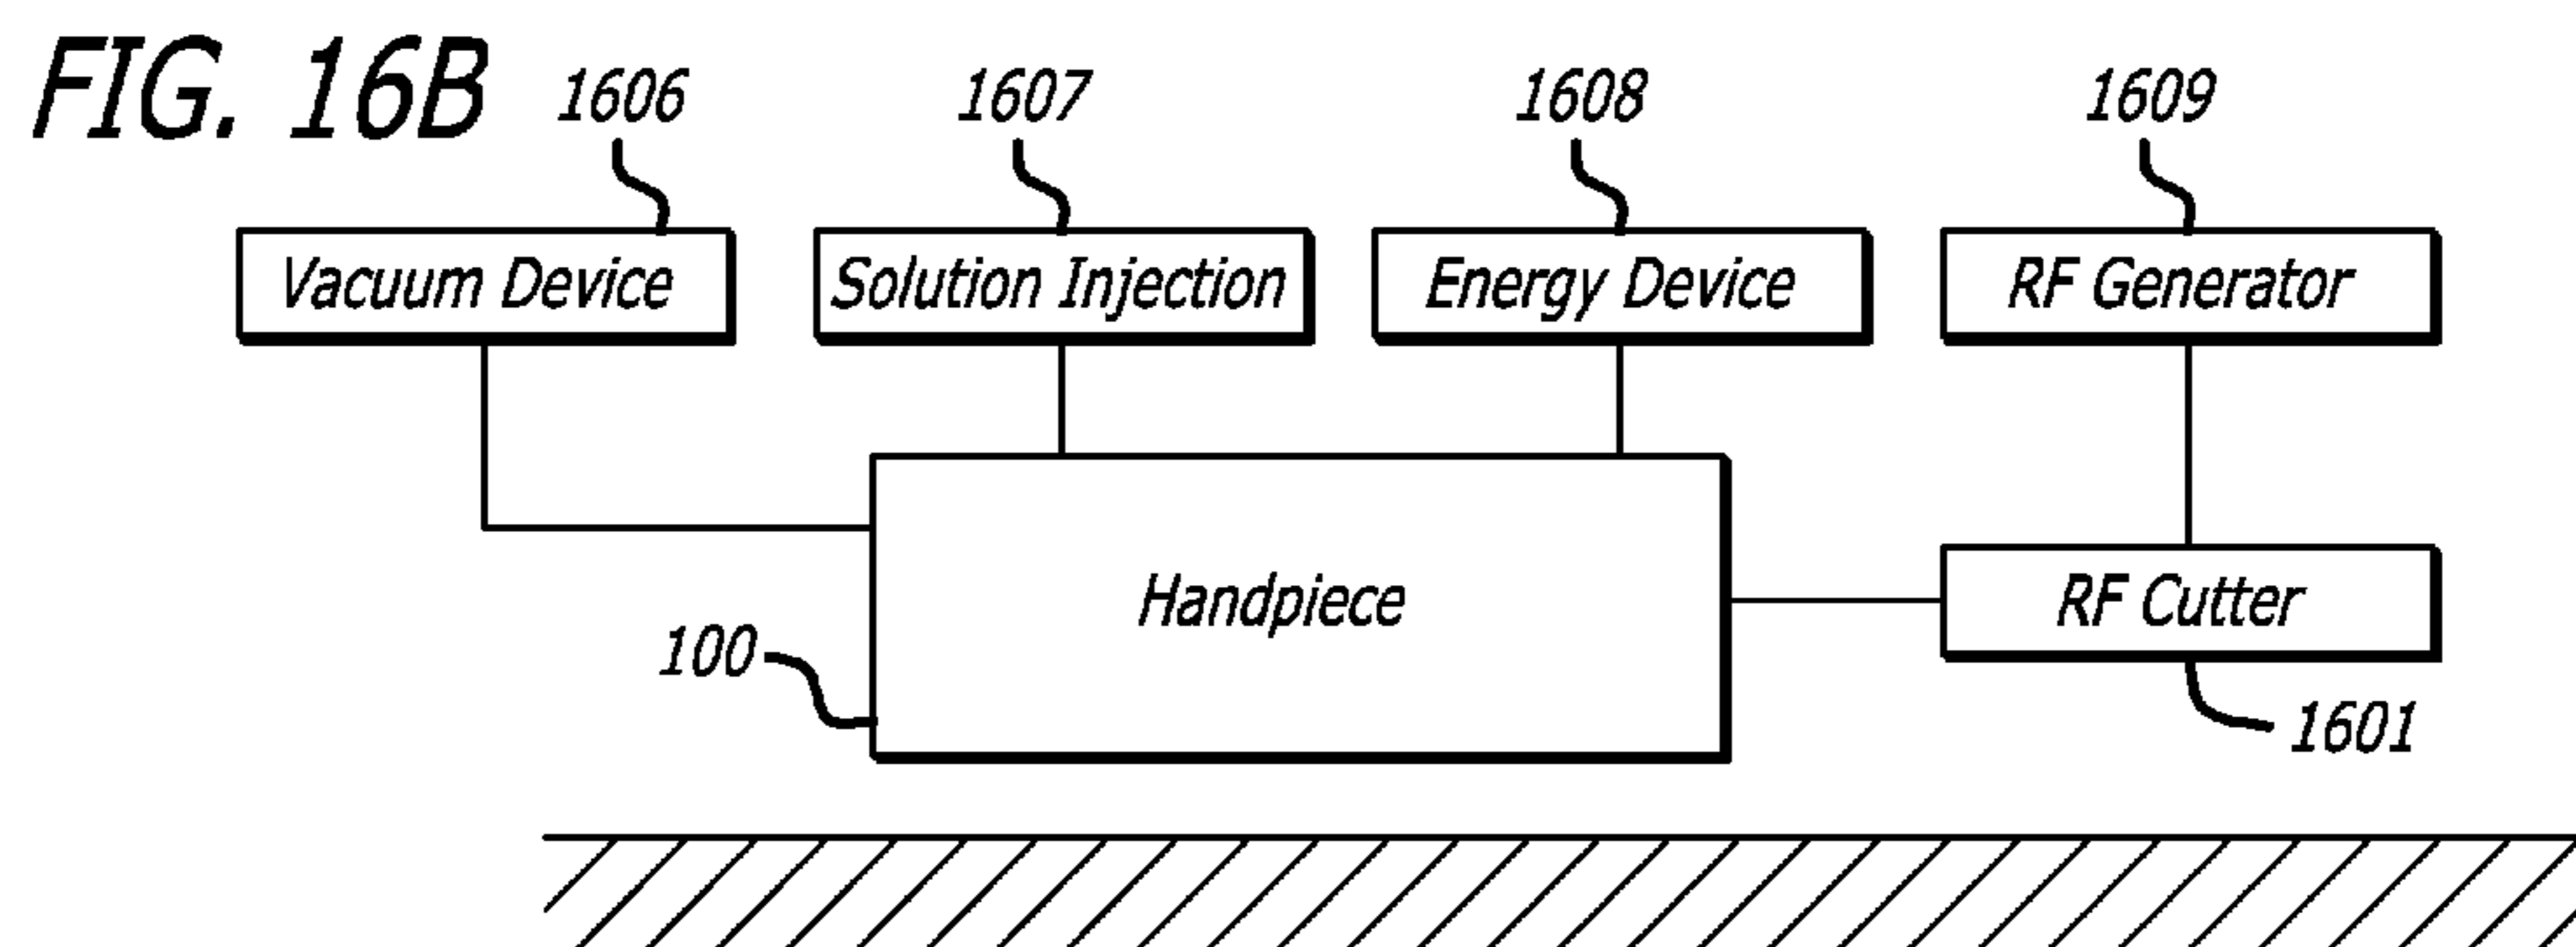 FIG. 16B
1606 1607 1608 1609
Vacuum Device Solution Injection Energy Device RF Generator
Handpiece RF Cutter
100
1601